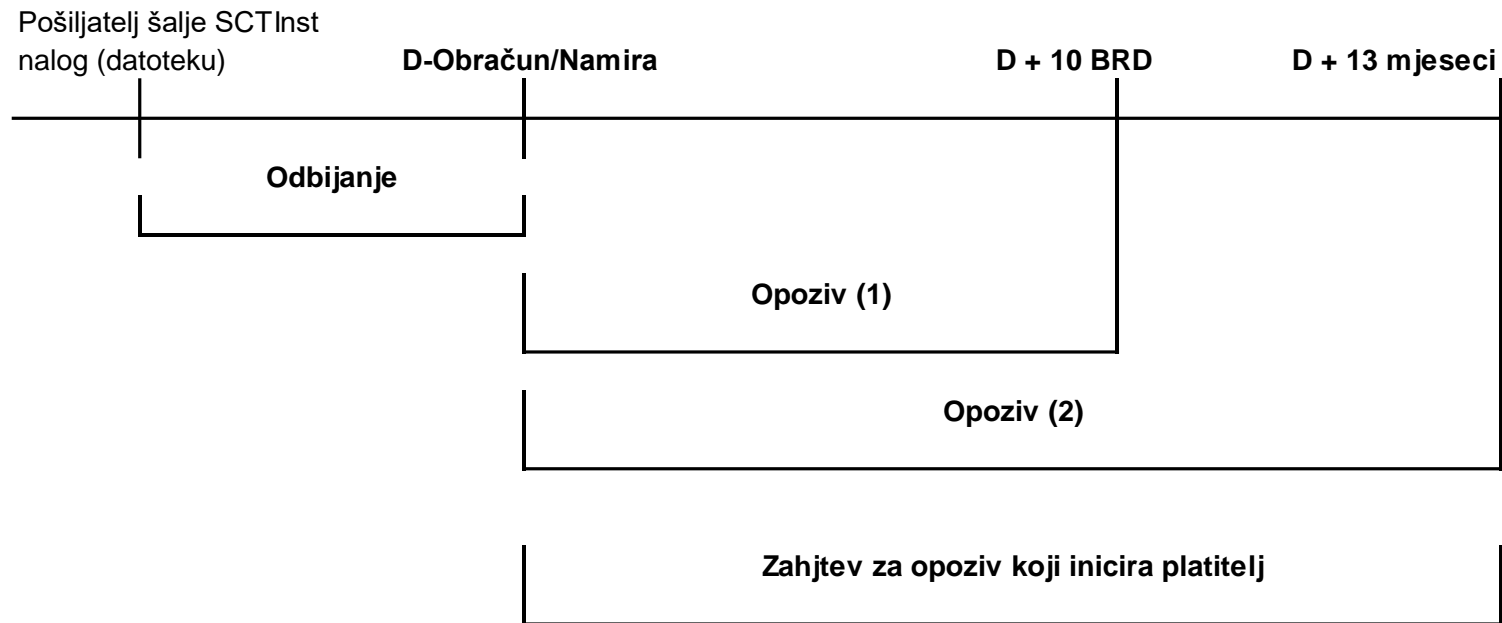 Pošiljatelj šalje SCTInst
nalog (datoteku)
D-Obračun/Namira
D + 10 BRD
D + 13 mjeseci
Odbijanje
Opoziv (1)
Opoziv (2)
Zahjtev za opoziv koji inicira platitelj